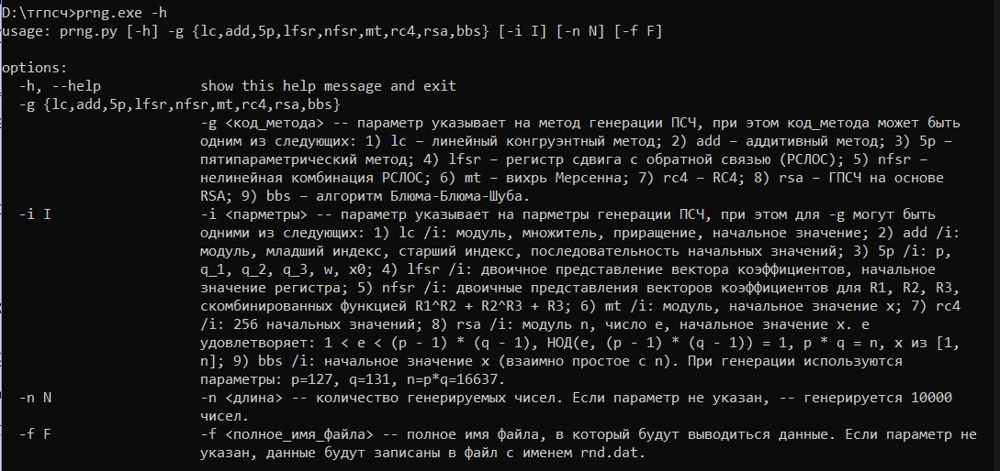 D:\тгпсч>prng.exe -h
usage: prng.py [-h] -g {lc,add,5p,lfsr,nfsr,mt,rc4,rsa,bbs} [-i I] [-n N] [-f F]
options:
-h, --help show this help message and exit
-g {lc,add,5p,lfsr,nfsr,mt,rc4,rsa,bbs}
-g <код_метода> -- параметр указывает на метод генерации ПСЧ, при этом код_метода может быть
одним из следующих: 1) lc – линейный конгруэнтный метод; 2) add – аддитивный метод; 3) 5p –
пятипараметрический метод; 4) lfsr – регистр сдвига с обратной связью (РСЛОС); 5) nfsr –
нелинейная комбинация РСЛОС; 6) mt – вихрь Мерсенна; 7) rc4 – RC4; 8) rsa – ГПСЧ на основе
RSA; 9) bbs – алгоритм Блюма-Блюма-Шуба.
-i I -i <парметры> -- параметр указывает на парметры генерации ПСЧ, при этом для -g могут быть
одними из следующих: 1) lc /i: модуль, множитель, приращение, начальное значение; 2) add /i:
модуль, младший индекс, старший индекс, последовательность начальных значений; 3) 5p /i: p,
q_1, q_2, q_3, w, x0; 4) lfsr /i: двоичное представление вектора коэффициентов, начальное
значение регистра; 5) nfsr /i: двоичные представления векторов коэффициентов для R1, R2, R3,
скомбинированных функцией R1^R2 + R2^R3 + R3; 6) mt /i: модуль, начальное значение x; 7) rc4
/i: 256 начальных значений; 8) rsa /i: модуль n, число e, начальное значение x. e
удовлетворяет: 1 < e < (p - 1) * (q - 1), НОД(e, (p - 1) * (q - 1)) = 1, p * q = n, x из [1,
n]; 9) bbs /i: начальное значение x (взаимно простое с n). При генерации используются
параметры: p=127, q=131, n=p*q=16637.
-n N -n <длина> -- количество генерируемых чисел. Если параметр не указан, -- генерируется 10000
чисел.
-f F -f <полное_имя_файла> -- полное имя файла, в который будут выводиться данные. Если параметр не
указан, данные будут записаны в файл с именем rnd.dat.